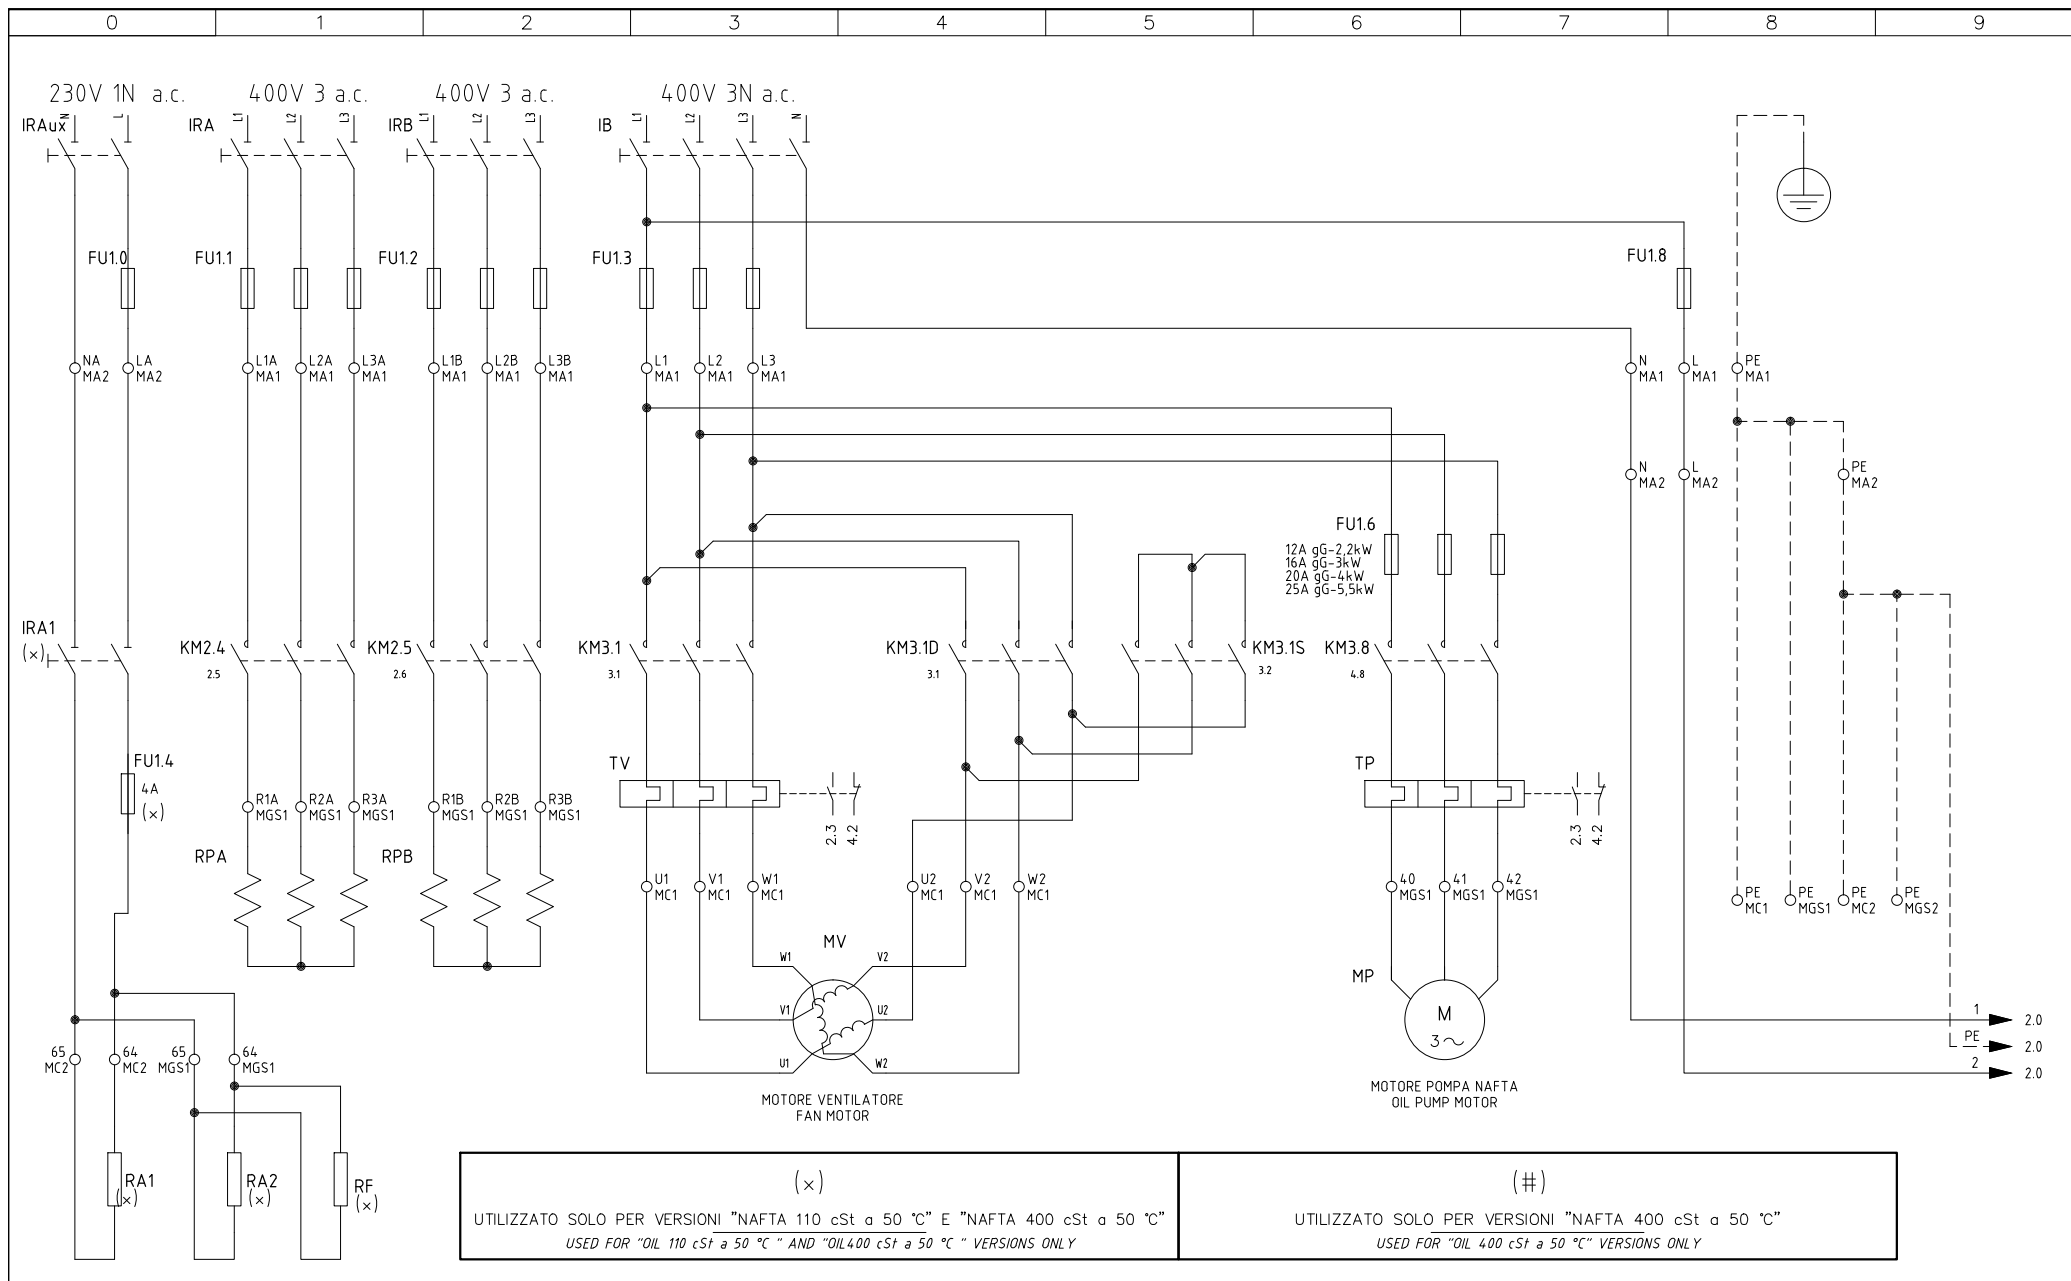 0 1 2 3 4 5 6 7 8 9
230V 1N a.c. 400V 3 a.c. 400V 3 a.c. 400V 3N a.c.
IRAux N L IRA L1 L2 L3 IRB L1 L2 L3 IB L1 L2 L3 N
FU1.0 FU1.1 FU1.2 FU1.3 FU1.8
NA LA L1A L2A L3A L1B L2B L3B L1 L2 L3 N L PE
MA2 MA2 MA1 MA1 MA1 MA1 MA1 MA1 MA1 MA1 MA1 MA1 MA1 MA1
N L PE
MA2 MA2 MA2
FU1.6
12A gG-2,2kW
16A gG-3kW
20A gG-4kW
25A gG-5,5kW
IRA1
(x)
KM2.4 KM2.5 KM3.1 KM3.1D KM3.1S KM3.8
2.5 2.6 3.1 3.1 3.2 4.8
FU1.4
4A
(x)
TV TP
2.3 4.2 2.3 4.2
R1A R2A R3A R1B R2B R3B
MGS1 MGS1 MGS1 MGS1 MGS1 MGS1
RPA RPB
U1 V1 W1 U2 V2 W2 40 41 42
MC1 MC1 MC1 MC1 MC1 MC1 MGS1 MGS1 MGS1
PE PE PE PE
MC1 MGS1 MC2 MGS2
MV
W1 V2
V1 U2
U1 W2
MP
M
3~
1 2.0
PE 2.0
2 2.0
65 64 65 64
MC2 MC2 MGS1 MGS1
MOTORE VENTILATORE
FAN MOTOR
MOTORE POMPA NAFTA
OIL PUMP MOTOR
RA1 RA2 RF
(x) (x) (x)
(x)
UTILIZZATO SOLO PER VERSIONI "NAFTA 110 cSt a 50 °C" E "NAFTA 400 cSt a 50 °C"
USED FOR "OIL 110 cSt a 50 °C " AND "OIL400 cSt a 50 °C " VERSIONS ONLY
(#)
UTILIZZATO SOLO PER VERSIONI "NAFTA 400 cSt a 50 °C"
USED FOR "OIL 400 cSt a 50 °C" VERSIONS ONLY